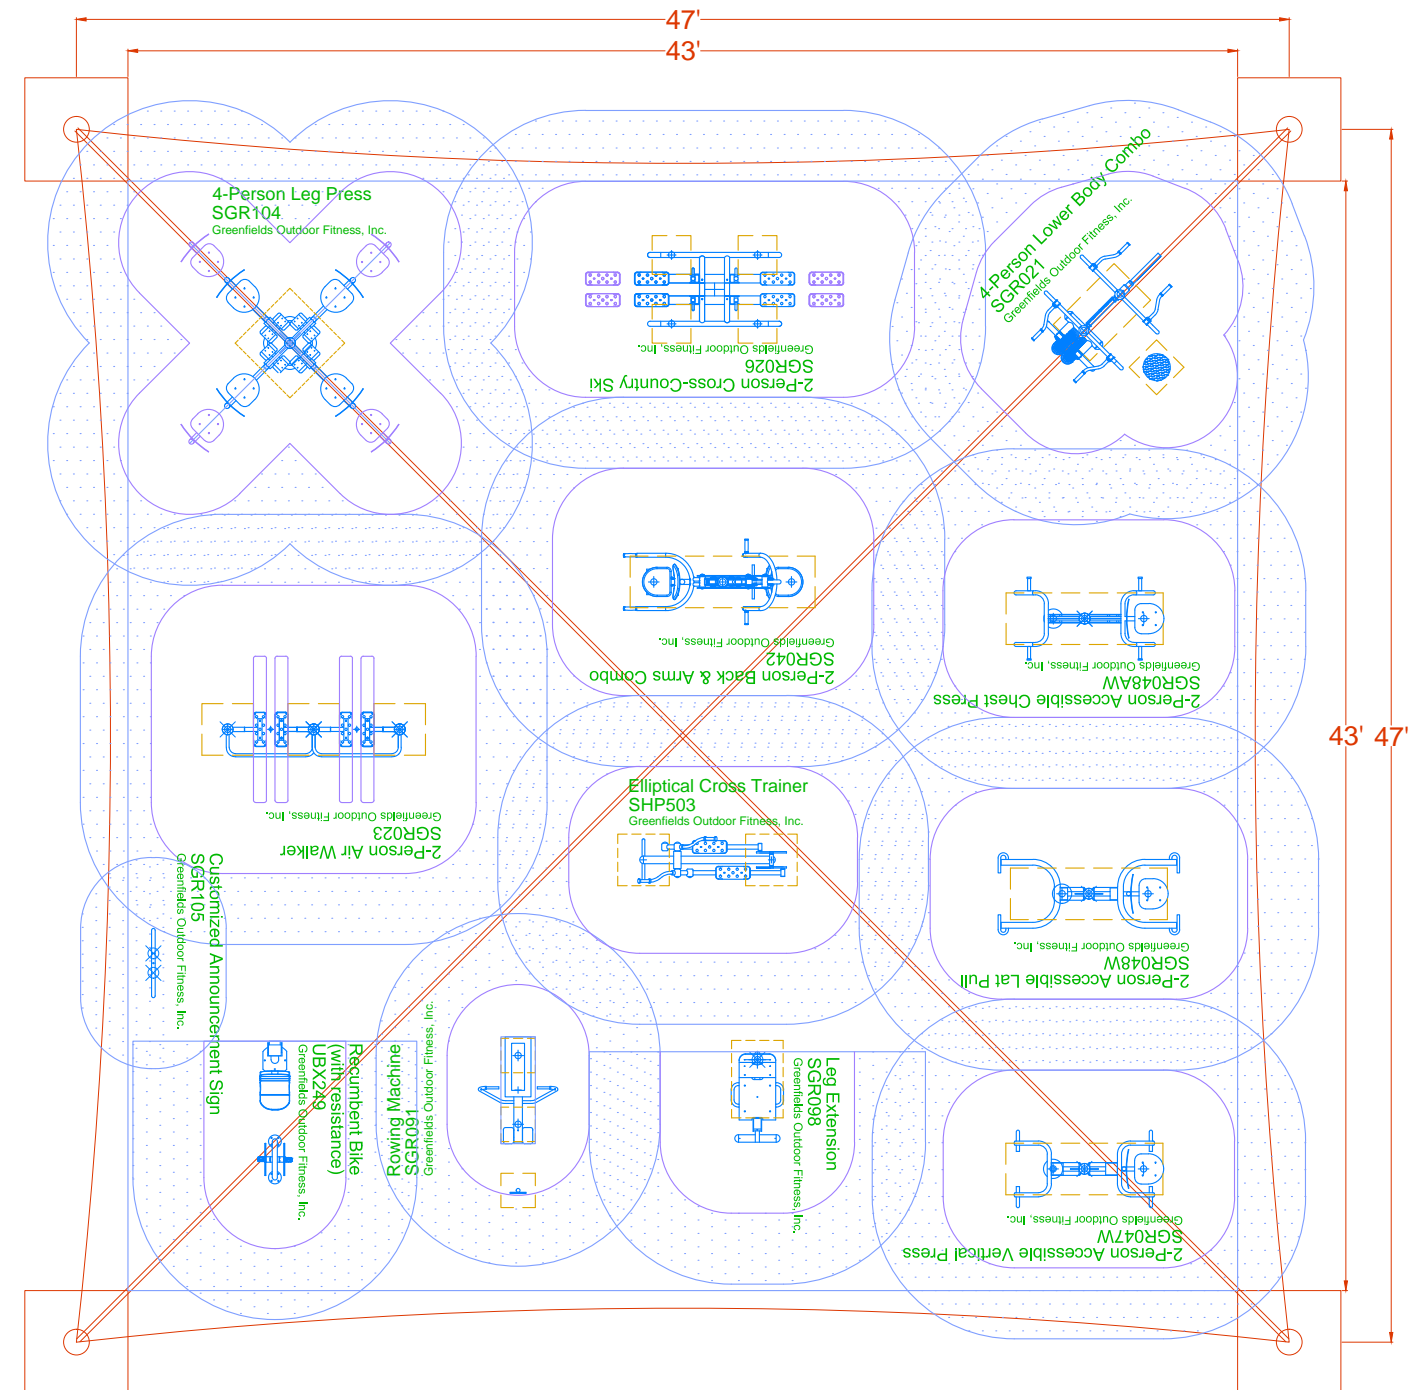 47'
43'
4-Person Leg Press
SGR104
Greenfields Outdoor Fitness, Inc.
2-Person Cross-Country Ski
SGR026
Greenfields Outdoor Fitness, Inc.
4-Person Lower Body Combo
SGR021
Greenfields Outdoor Fitness, Inc.
2-Person Back & Arms Combo
SGR042
Greenfields Outdoor Fitness, Inc.
2-Person Accessible Chest Press
SGR048AW
Greenfields Outdoor Fitness, Inc.
43'
47'
2-Person Air Walker
SGR023
Greenfields Outdoor Fitness, Inc.
Elliptical Cross Trainer
SHP503
Greenfields Outdoor Fitness, Inc.
2-Person Accessible Lat Pull
SGR048W
Greenfields Outdoor Fitness, Inc.
Customized Announcement Sign
SGR105
Greenfields Outdoor Fitness, Inc.
Recumbent Bike
(with resistance)
UBX249
Greenfields Outdoor Fitness, Inc.
Rowing Machine
SGR091
Greenfields Outdoor Fitness, Inc.
Leg Extension
SGR098
Greenfields Outdoor Fitness, Inc.
2-Person Accessible Vertical Press
SGR047W
Greenfields Outdoor Fitness, Inc.